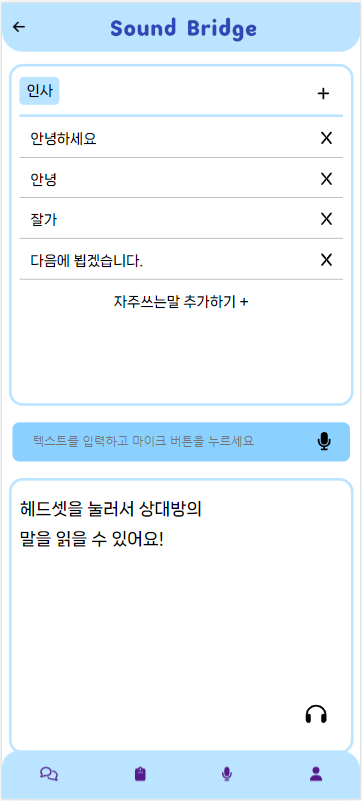 Sound Bridge
인사
안녕하세요
안녕
잘가
다음에 뵙겠습니다.
자주쓰는말 추가하기 +
텍스트를 입력하고 마이크 버튼을 누르세요
헤드셋을 눌러서 상대방의
말을 읽을 수 있어요!